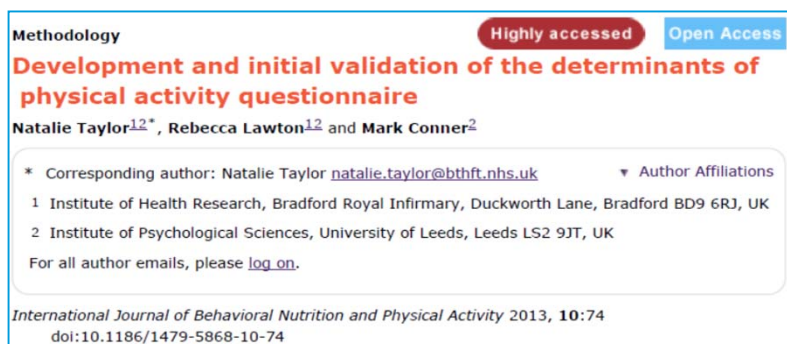 Methodology
Highly accessed
Open Access
Development and initial validation of the determinants of
physical activity questionnaire
Natalie Taylor12*, Rebecca Lawton12 and Mark Conner2
* Corresponding author: Natalie Taylor natalie.taylor@bthft.nhs.uk
▼ Author Affiliations
1 Institute of Health Research, Bradford Royal Infirmary, Duckworth Lane, Bradford BD9 6RJ, UK
2 Institute of Psychological Sciences, University of Leeds, Leeds LS2 9JT, UK
For all author emails, please log on.
International Journal of Behavioral Nutrition and Physical Activity 2013, 10:74
doi:10.1186/1479-5868-10-74